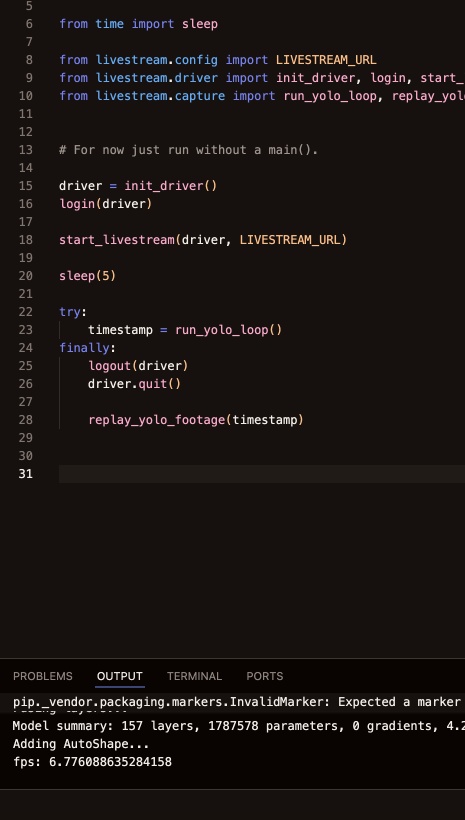 5
6 from time import sleep
7
8 from livestream.config import LIVESTREAM_URL
9 from livestream.driver import init_driver, login, start_
10 from livestream.capture import run_yolo_loop, replay_yol
11
12
13 # For now just run without a main().
14
15 driver = init_driver()
16 login(driver)
17
18 start_livestream(driver, LIVESTREAM_URL)
19
20 sleep(5)
21
22 try:
23 timestamp = run_yolo_loop()
24 finally:
25 logout(driver)
26 driver.quit()
27
28 replay_yolo_footage(timestamp)
29
30
31
PROBLEMS OUTPUT TERMINAL PORTS
pip._vendor.packaging.markers.InvalidMarker: Expected a marker
Model summary: 157 layers, 1787578 parameters, 0 gradients, 4.2
Adding AutoShape...
fps: 6.776088635284158